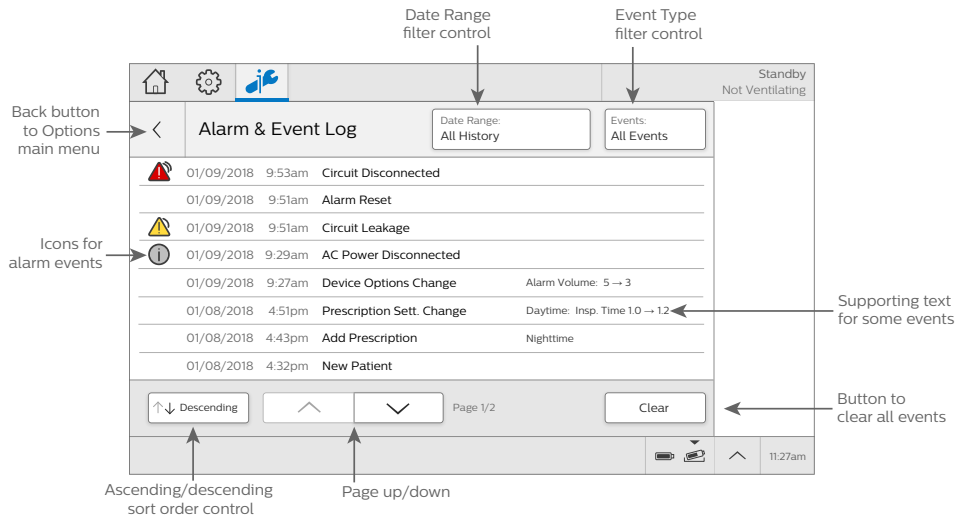 Date Range
filter control
Event Type
filter control
Standby
Not Ventilating
Back button
to Options
main menu
Alarm & Event Log
Date Range:
All History
Events:
All Events
01/09/2018 9:53am Circuit Disconnected
01/09/2018 9:51am Alarm Reset
01/09/2018 9:51am Circuit Leakage
Icons for
alarm events
01/09/2018 9:29am AC Power Disconnected
01/09/2018 9:27am Device Options Change Alarm Volume: 5 → 3
01/08/2018 4:51pm Prescription Sett. Change Daytime: Insp. Time 1.0 → 1.2
Supporting text
for some events
01/08/2018 4:43pm Add Prescription Nighttime
01/08/2018 4:32pm New Patient
↑↓ Descending
Page 1/2
Clear
Button to
clear all events
11:27am
Ascending/descending
sort order control
Page up/down